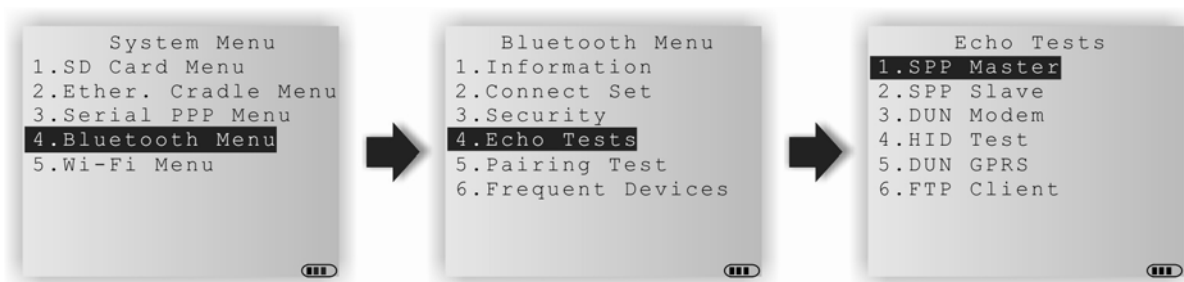 System Menu
1.SD Card Menu
2.Ether. Cradle Menu
3.Serial PPP Menu
4.Bluetooth Menu
5.Wi-Fi Menu
Bluetooth Menu
1.Information
2.Connect Set
3.Security
4.Echo Tests
5.Pairing Test
6.Frequent Devices
Echo Tests
1.SPP Master
2.SPP Slave
3.DUN Modem
4.HID Test
5.DUN GPRS
6.FTP Client